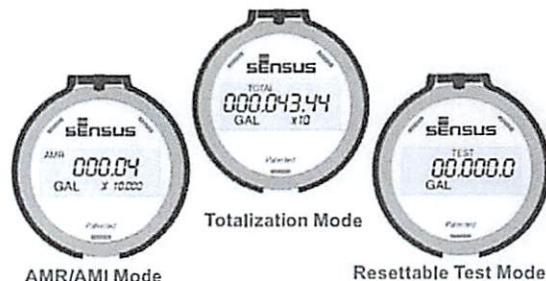 sensus
TOTAL
000.043.44
GAL x10
Patented
Totalization Mode
sensus
AMR
000.04
GAL X 10.000
Patented
AMR/AMI Mode
sensus
TEST
00.000.0
GAL
Patented
Resettable Test Mode